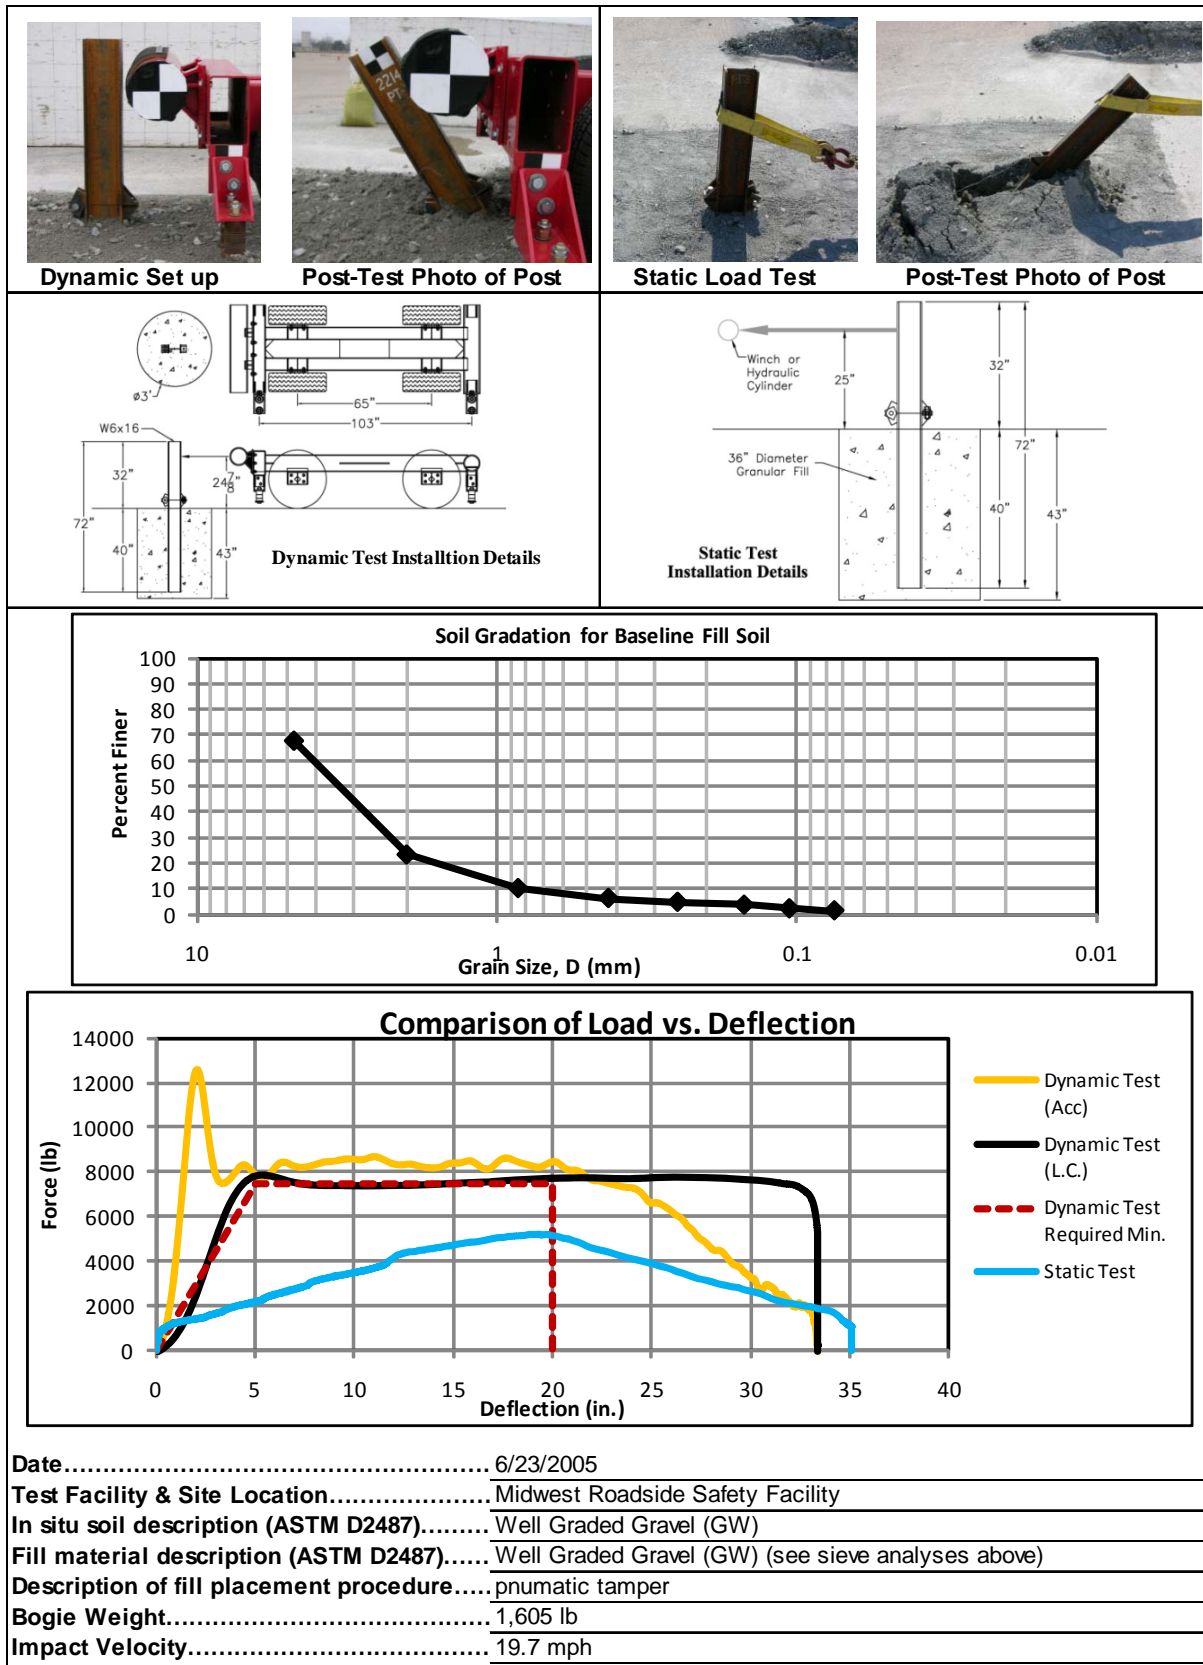 2214
PT
PT3
Dynamic Set up
Post-Test Photo of Post
Static Load Test
Post-Test Photo of Post
ø3'
65"
103"
W6x16
32"
24 7/8"
72"
40"
43"
Dynamic Test Installtion Details
Winch or
Hydraulic
Cylinder
25"
32"
72"
36" Diameter
Granular Fill
40"
43"
Static Test
Installation Details
Soil Gradation for Baseline Fill Soil
Percent Finer
100
90
80
70
60
50
40
30
20
10
0
10
1
0.1
0.01
Grain Size, D (mm)
Comparison of Load vs. Deflection
Force (lb)
14000
12000
10000
8000
6000
4000
2000
0
0 5 10 15 20 25 30 35 40
Deflection (in.)
Dynamic Test
(Acc)
Dynamic Test
(L.C.)
Dynamic Test
Required Min.
Static Test
Date.................................................... 6/23/2005
Test Facility & Site Location..................... Midwest Roadside Safety Facility
In situ soil description (ASTM D2487)......... Well Graded Gravel (GW)
Fill material description (ASTM D2487)...... Well Graded Gravel (GW) (see sieve analyses above)
Description of fill placement procedure..... pnumatic tamper
Bogie Weight.......................................... 1,605 lb
Impact Velocity....................................... 19.7 mph